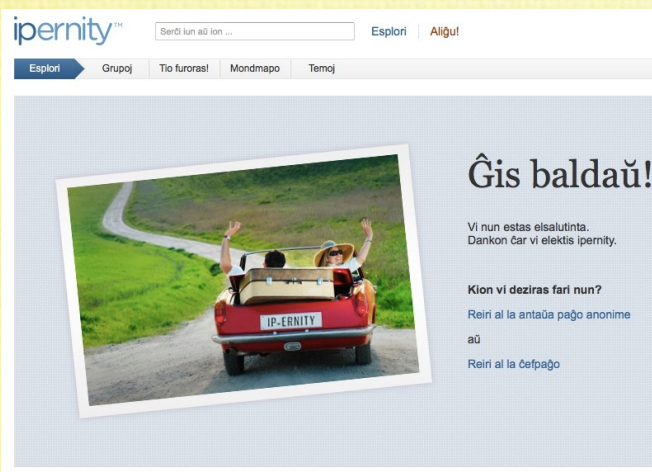 ipernity™
Serĉi iun aŭ ion ...
Esplori
Aliĝu!
Esplori
Grupoj
Tio furoras!
Mondmapo
Temoj
IP-ERNITY
Ĝis baldaŭ!
Vi nun estas elsalutinta.
Dankon ĉar vi elektis ipernity.
Kion vi deziras fari nun?
Reiri al la antaŭa paĝo anonime
aŭ
Reiri al la ĉefpaĝo